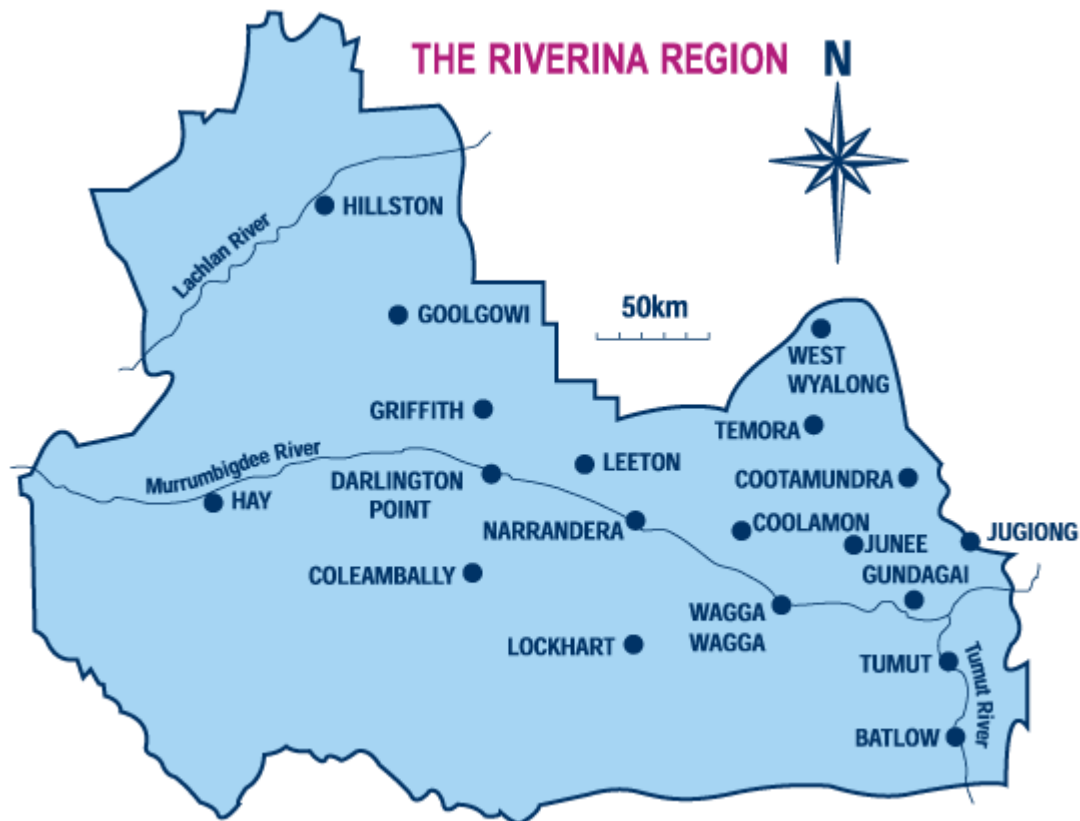 THE RIVERINA REGION
N
HILLSTON
Lachlan River
GOOLGOWI
50km
WEST
WYALONG
GRIFFITH
TEMORA
Murrumbigdee River
LEETON
COOTAMUNDRA
DARLINGTON
POINT
HAY
NARRANDERA
COOLAMON
JUGIONG
JUNEE
GUNDAGAI
COLEAMBALLY
WAGGA
WAGGA
LOCKHART
TUMUT
Tumut River
BATLOW